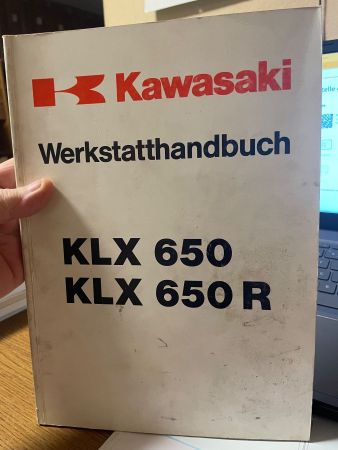 Kawasaki
Werkstatthandbuch
KLX 650
KLX 650 R